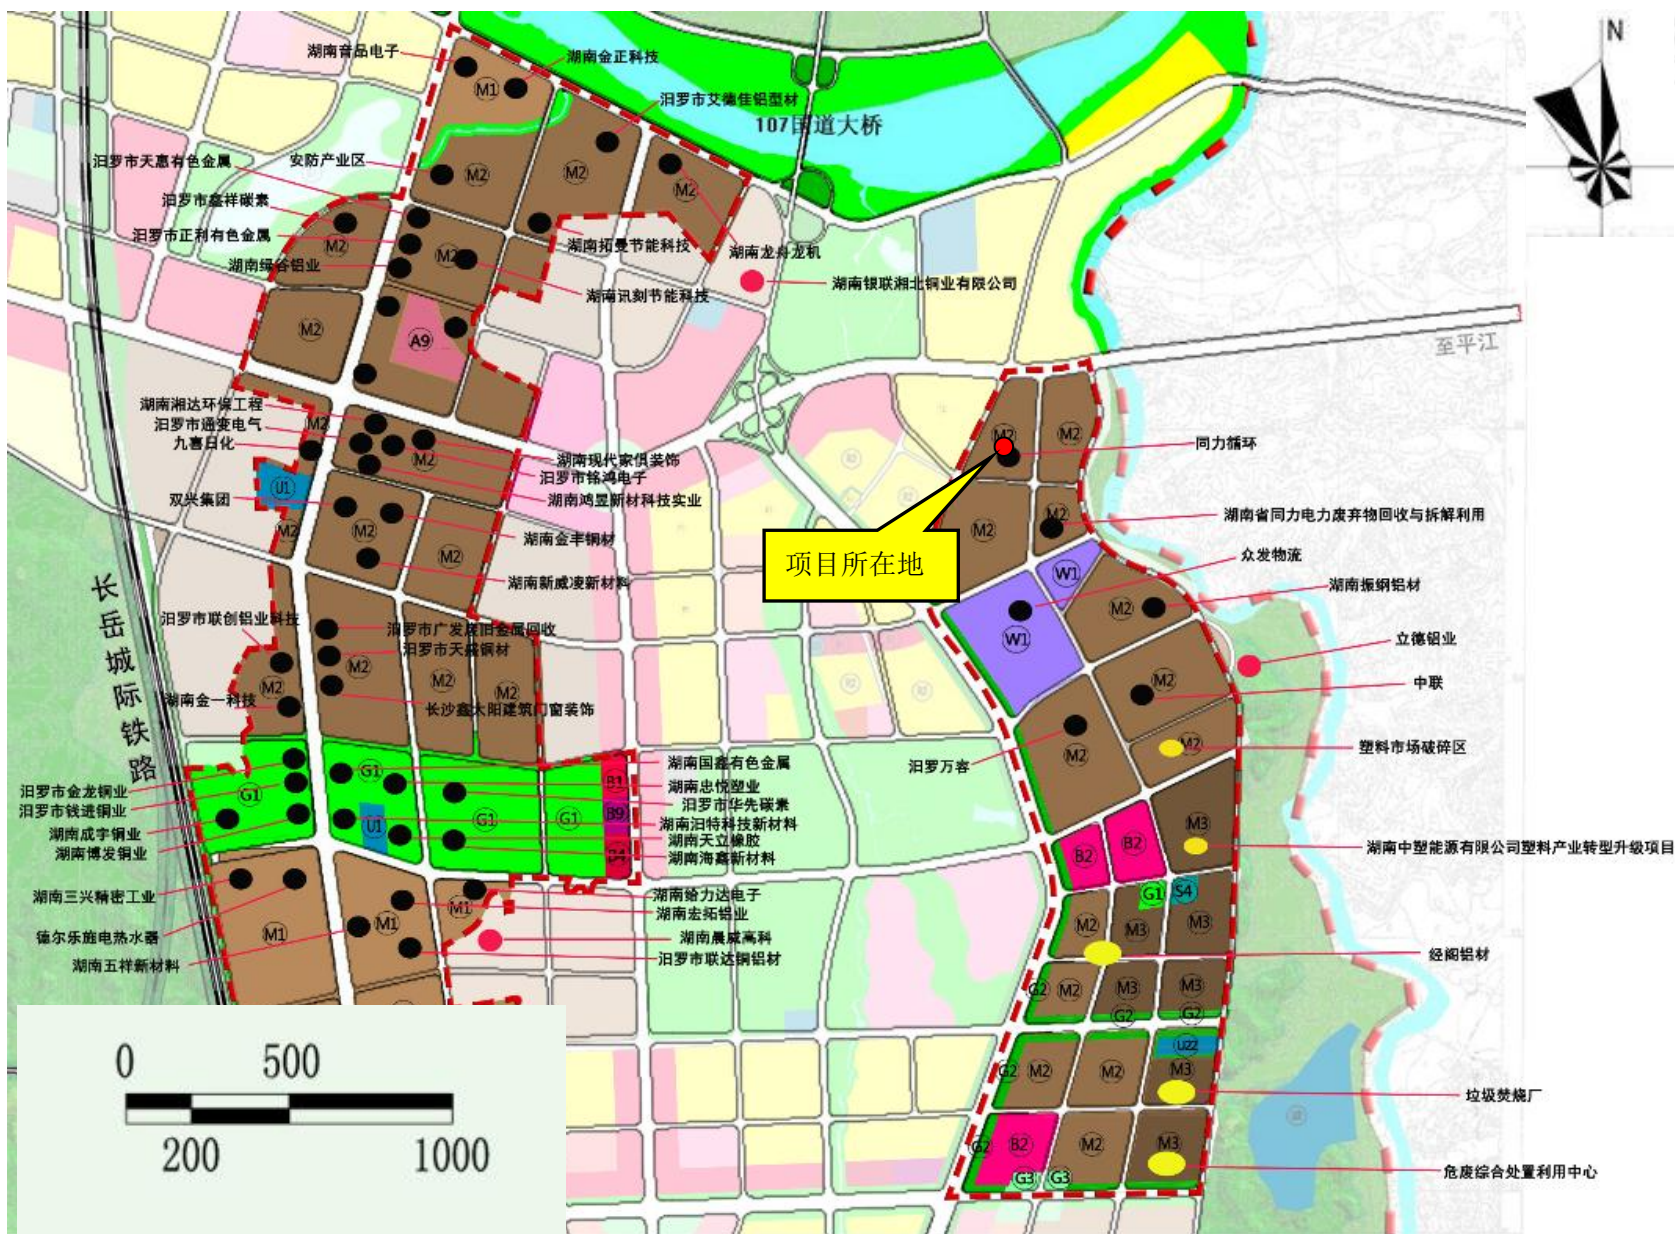 N
湖南音品电子
湖南金正科技
M1
汨罗市艾德佳铝型材
107国道大桥
汨罗市天惠有色金属
安防产业区
M2
M2
M2
汨罗市鑫祥碳素
M2
汨罗市正利有色金属
湖南拓曼节能科技
湖南龙舟龙机
湖南绿谷铝业
M2
湖南银联湘北铜业有限公司
湖南讯刻节能科技
M2
A9
至平江
湖南湘达环保工程
M2
汨罗市通变电气
九喜日化
M2
湖南现代家俱装饰
汨罗市铭鸿电子
湖南鸿昱新材科技实业
M2
M2
同力循环
U1
双兴集团
M2
M2
湖南金丰铜材
M2
M2
M2
湖南省同力电力废弃物回收与拆解利用
项目所在地
众发物流
湖南新威凌新材料
W1
湖南振纲铝材
M2
长岳城际铁路
汨罗市联创铝业科技
汨罗市广发废旧金属回收
汨罗市天盛铜材
W1
立德铝业
M2
M2
M2
M2
M2
中联
湖南金一科技
长沙鑫太阳建筑门窗装饰
M2
M2
塑料市场破碎区
汨罗万容
湖南国鑫有色金属
B1
G1
汨罗市金龙铜业
G1
湖南忠悦塑业
汨罗市钱进铜业
汨罗市华先碳素
B9
湖南成宇铜业
U1
G1
G1
湖南汨特科技新材料
湖南天立橡胶
湖南博发铜业
B4
湖南海鑫新材料
B2
B2
M3
湖南中塑能源有限公司塑料产业转型升级项目
湖南三兴精密工业
湖南给力达电子
G1
S4
M1
湖南宏拓铝业
M1
M1
德尔乐施电热水器
湖南晨威高科
M2
M3
M3
湖南五祥新材料
汨罗市联达铜铝材
经阁铝材
G2
M2
M3
M3
G2
G2
U22
0
500
G2
M2
M2
M3
垃圾焚烧厂
200
1000
G2
B2
M2
M3
G3
G3
危废综合处置利用中心